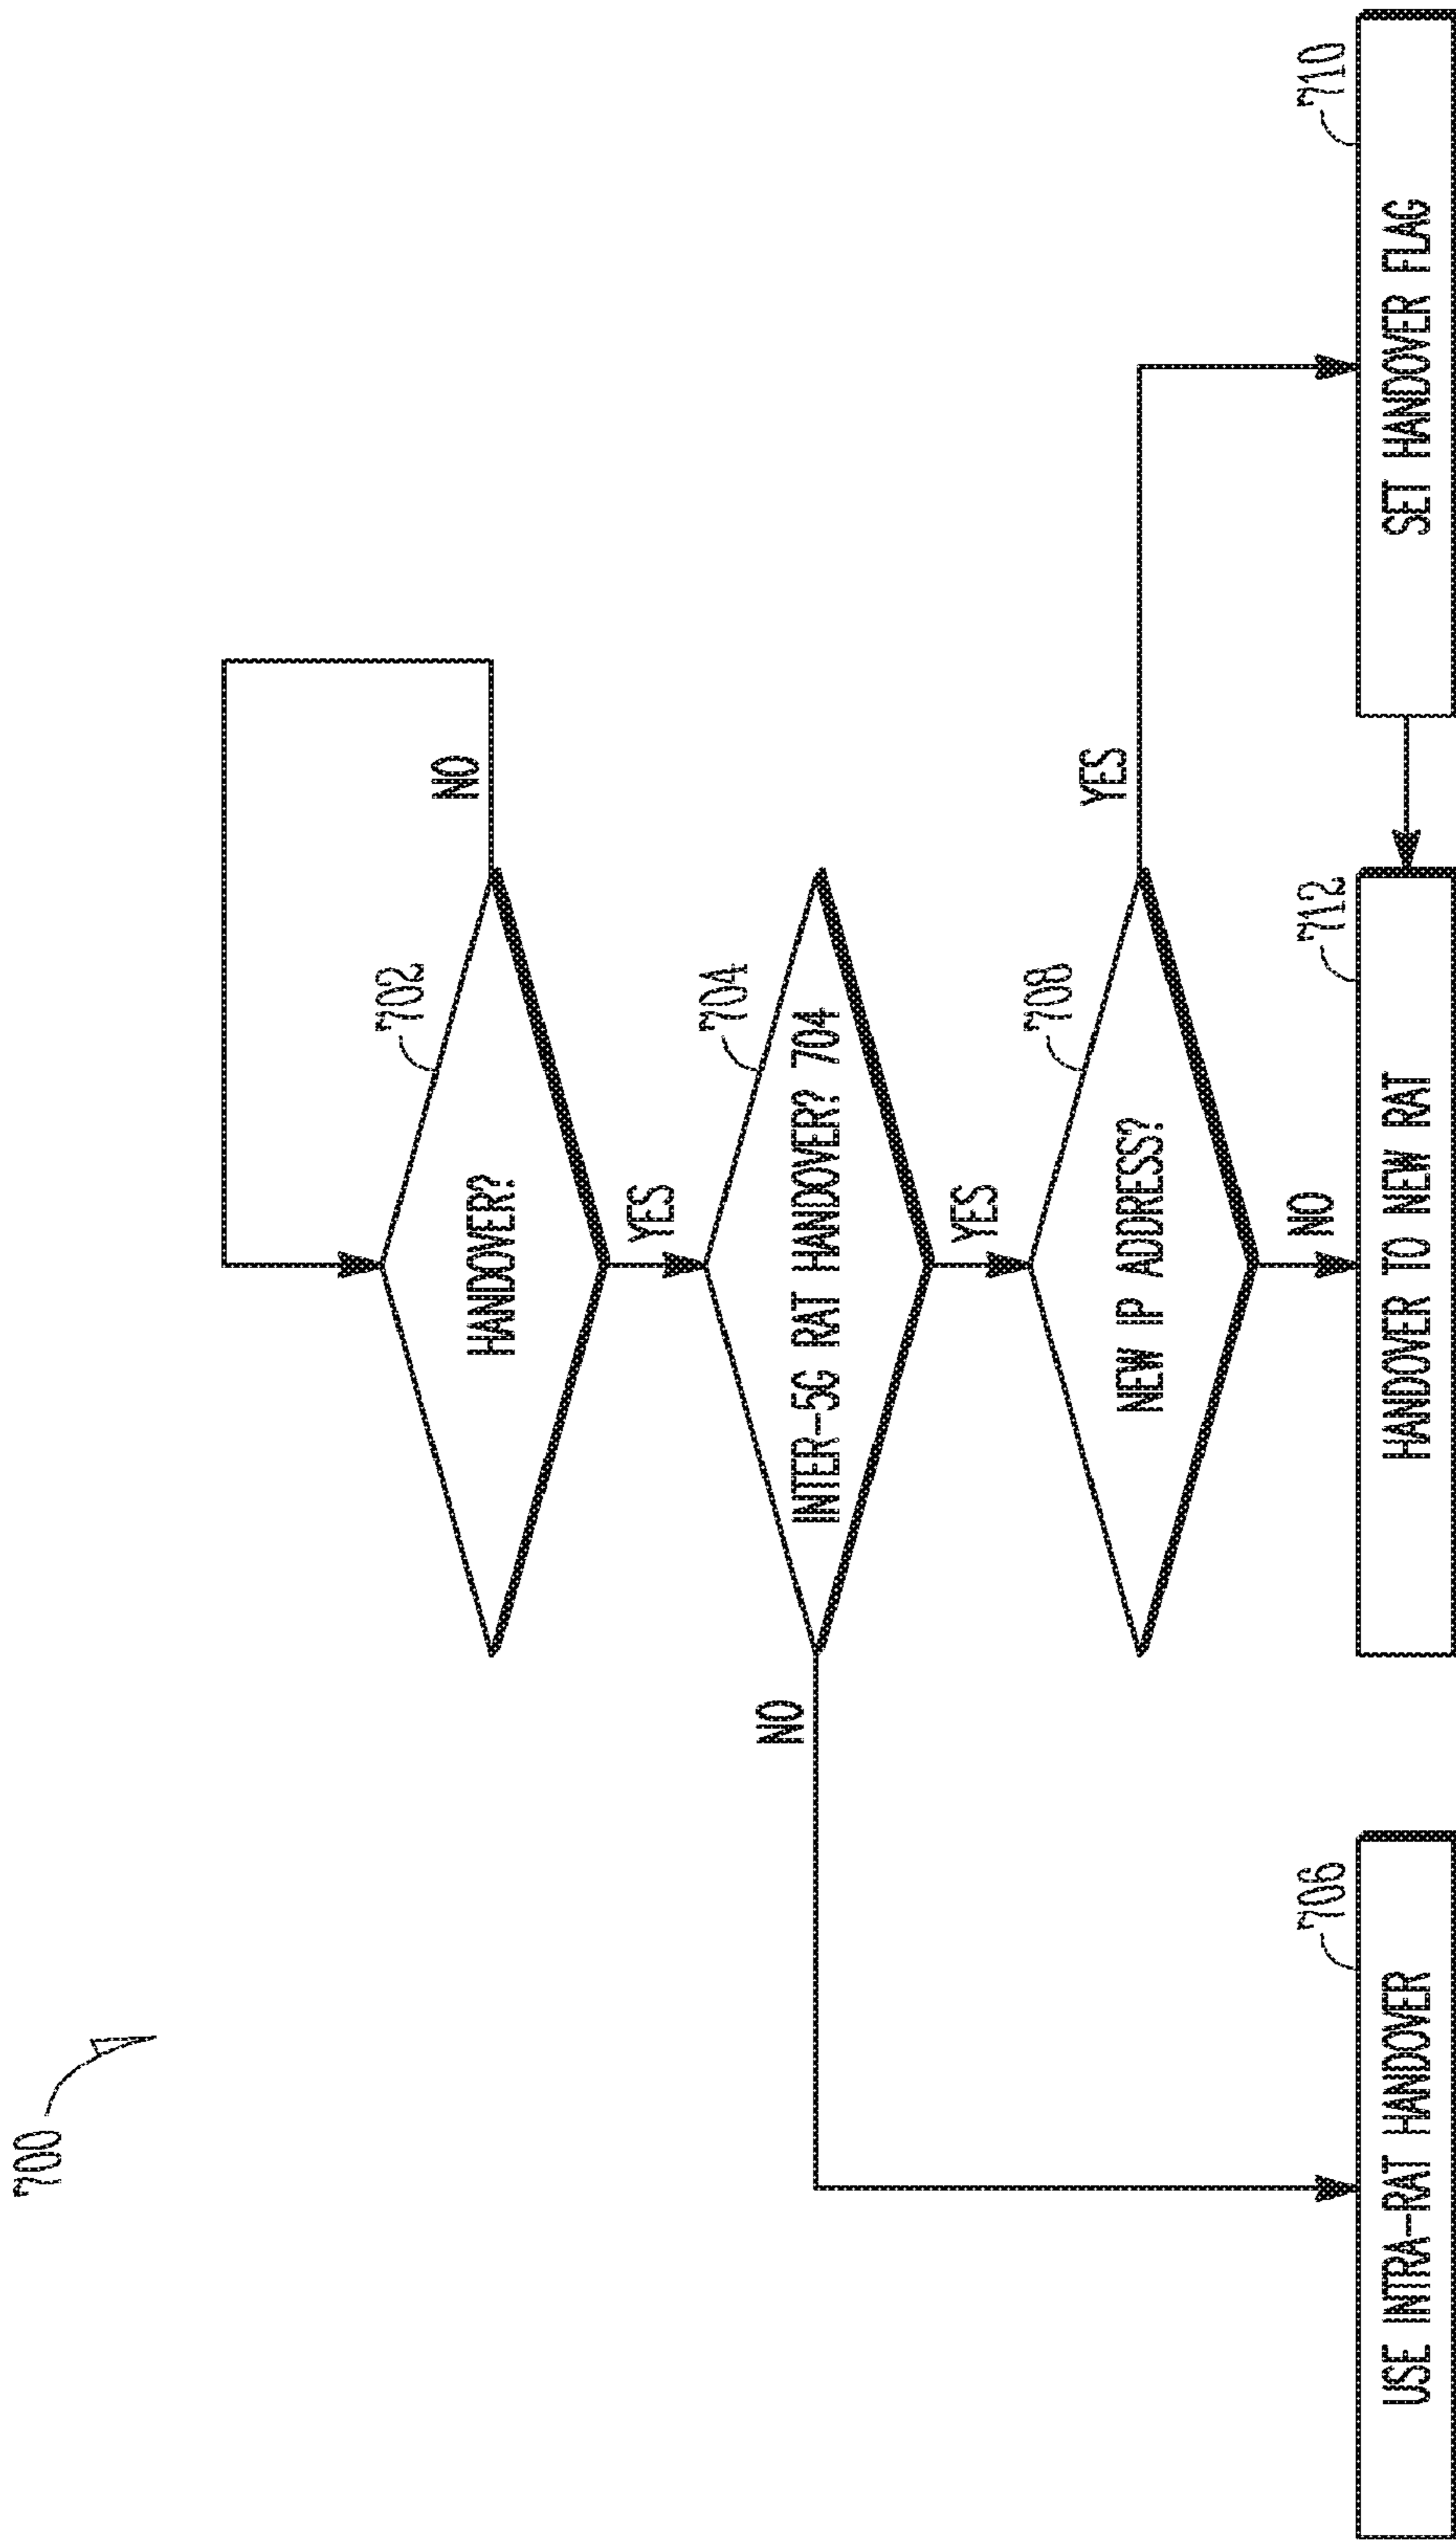 700
NO
702
HANDOVER?
YES
704
INTER-5G RAT HANDOVER? 704
NO
YES
708
NEW IP ADDRESS?
YES
NO
706
USE INTRA-RAT HANDOVER
712
HANDOVER TO NEW RAT
710
SET HANDOVER FLAG